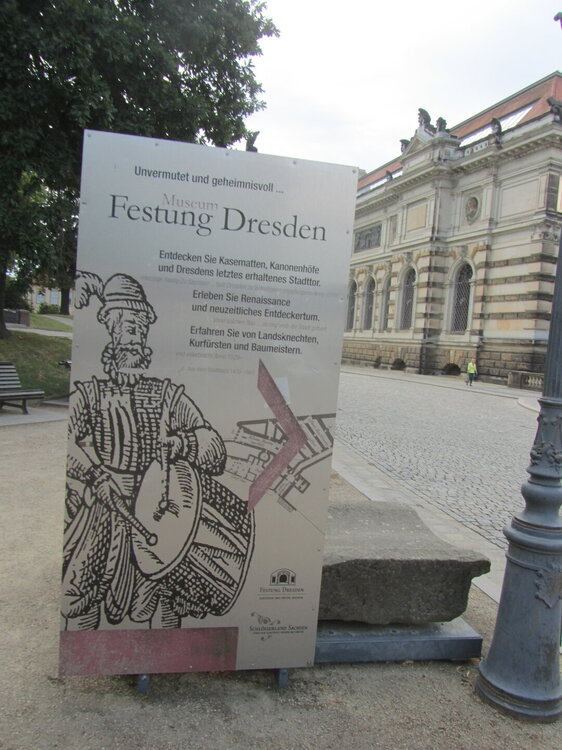 Unvermutet und geheimnisvoll ...
Museum
Festung Dresden
Entdecken Sie Kasematten, Kanonenhöfe
und Dresdens letztes erhaltenes Stadttor.
Erleben Sie Renaissance
und neuzeitliches Entdeckertum.
Erfahren Sie von Landsknechten,
Kurfürsten und Baumeistern.
Festung Dresden
Schlösserland Sachsen